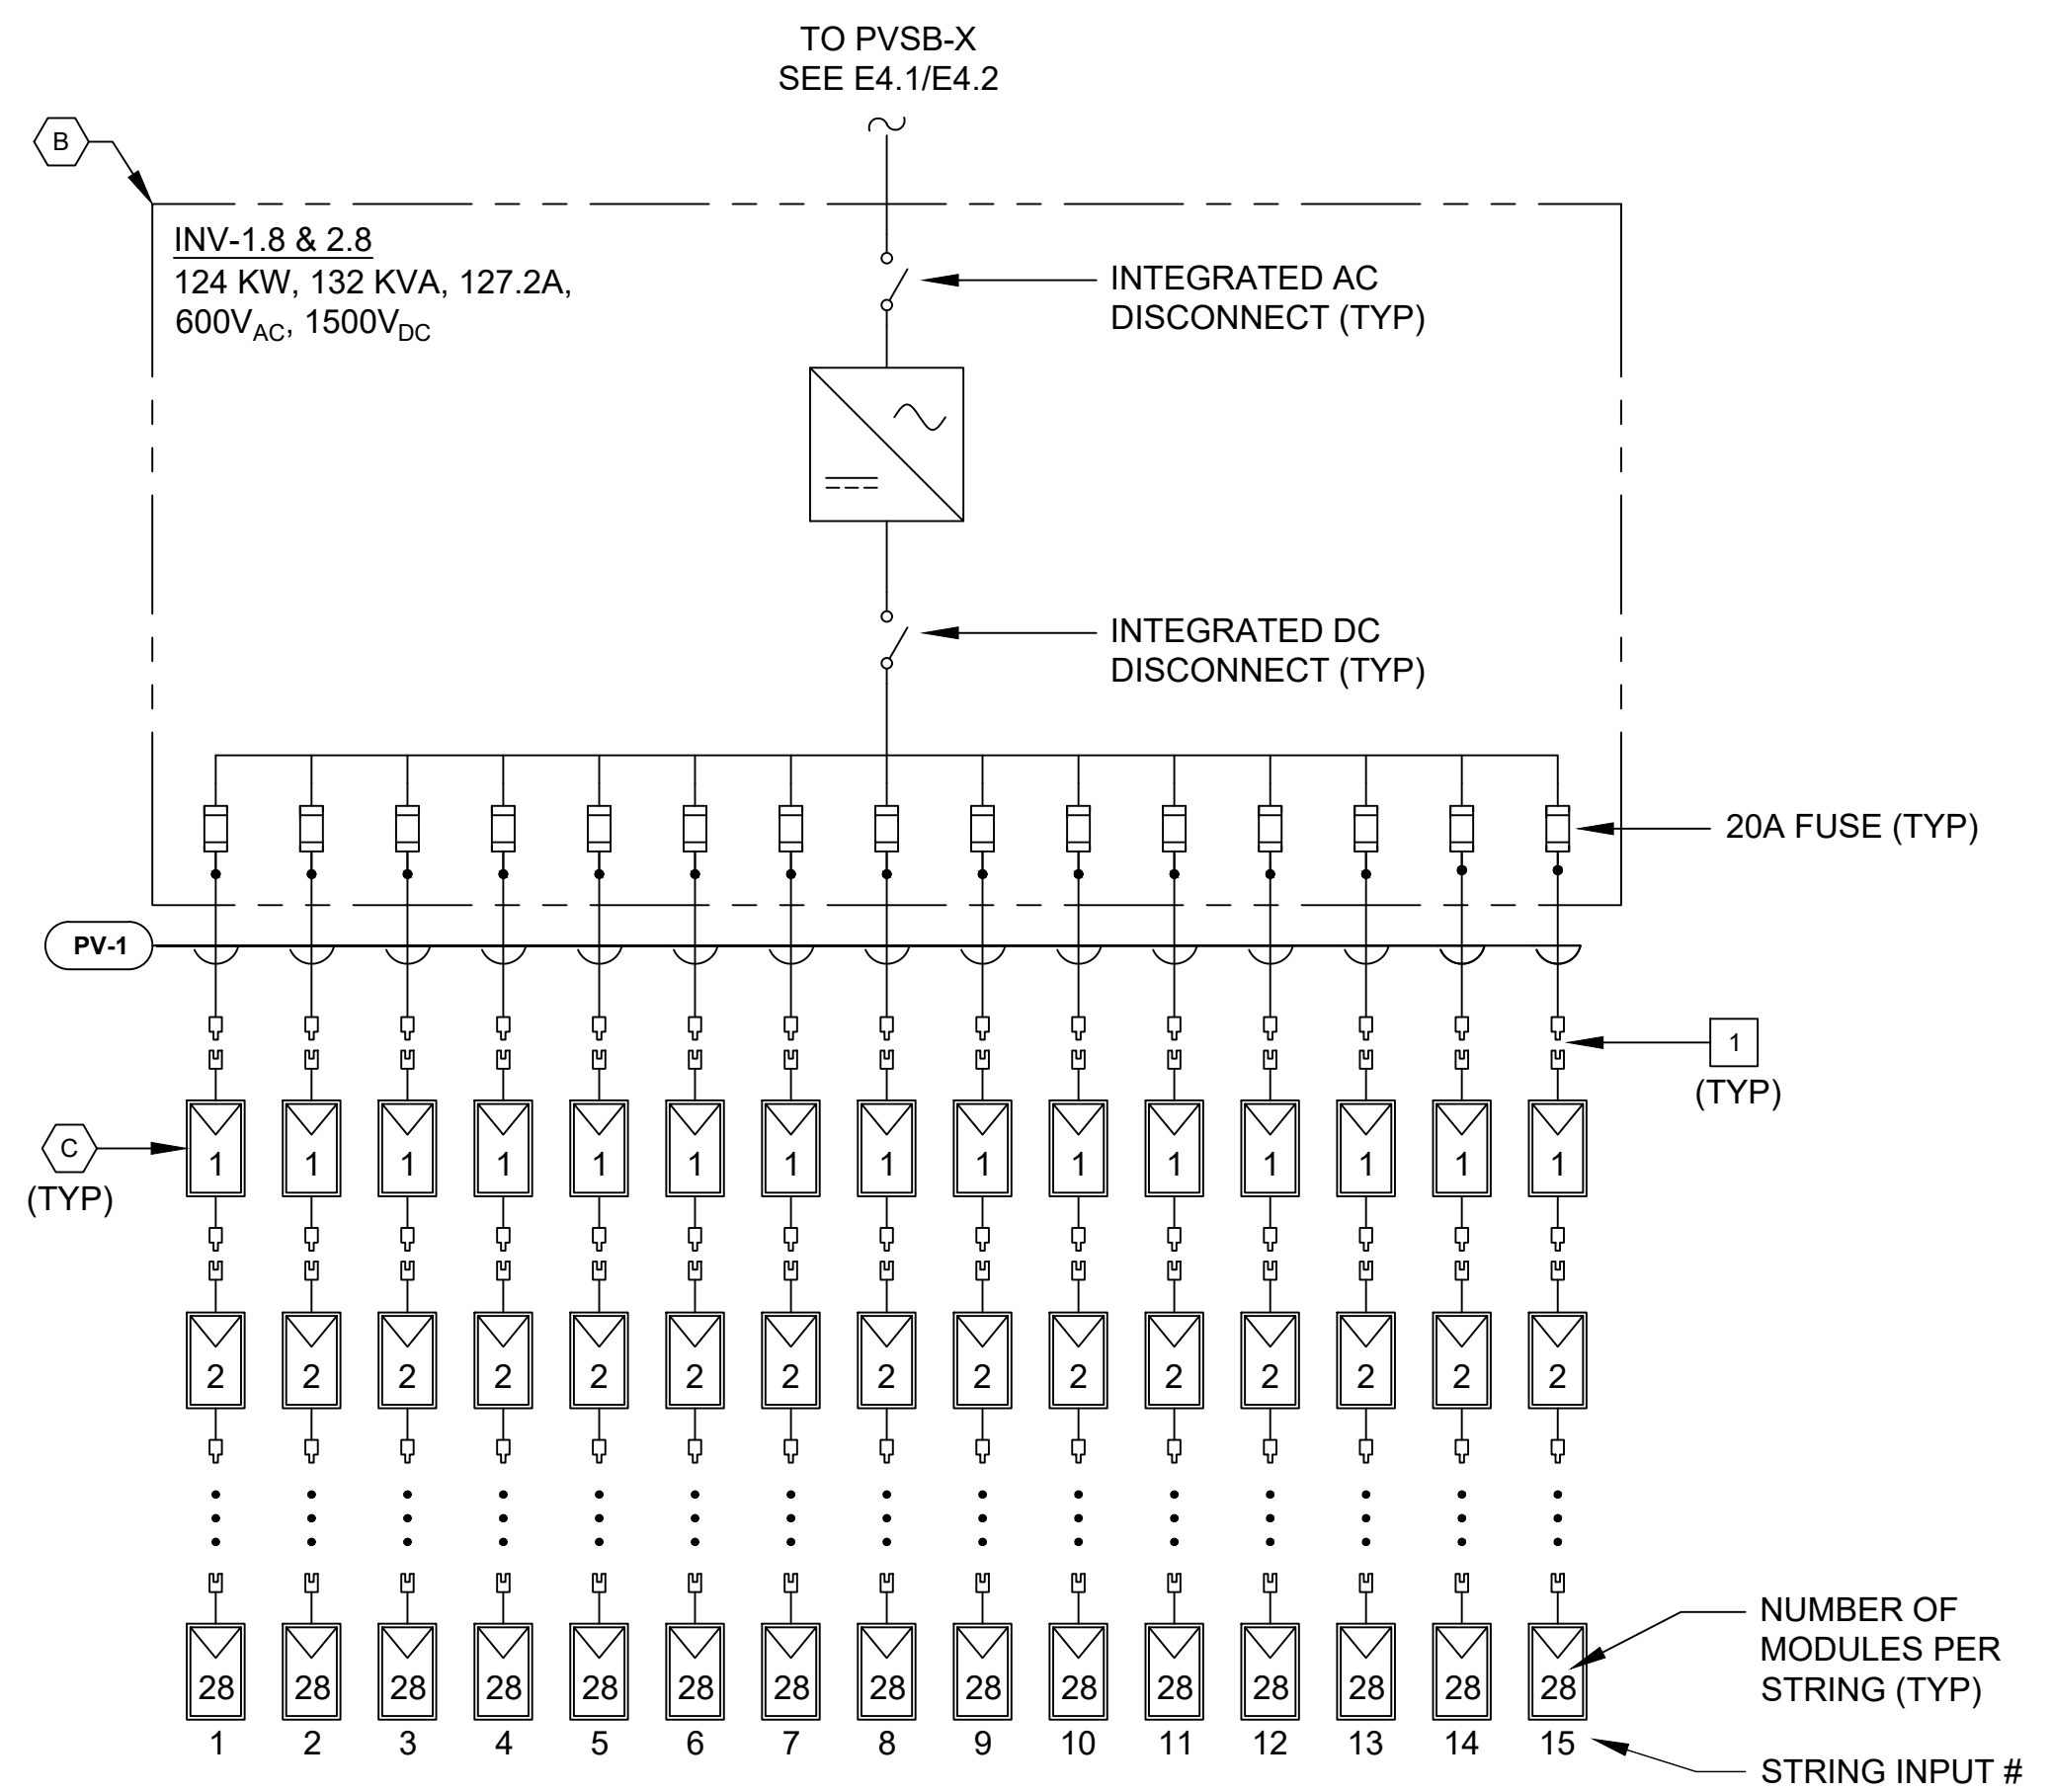 TO PVSB-X
SEE E4.1/E4.2
B
INV-1.8 & 2.8
124 KW, 132 KVA, 127.2A,
600VAC, 1500VDC
INTEGRATED AC
DISCONNECT (TYP)
INTEGRATED DC
DISCONNECT (TYP)
20A FUSE (TYP)
PV-1
1
(TYP)
C
(TYP)
1 1 1 1 1 1 1 1 1 1 1 1 1 1 1
2 2 2 2 2 2 2 2 2 2 2 2 2 2 2
NUMBER OF
MODULES PER
STRING (TYP)
28 28 28 28 28 28 28 28 28 28 28 28 28 28 28
1 2 3 4 5 6 7 8 9 10 11 12 13 14 15
STRING INPUT #